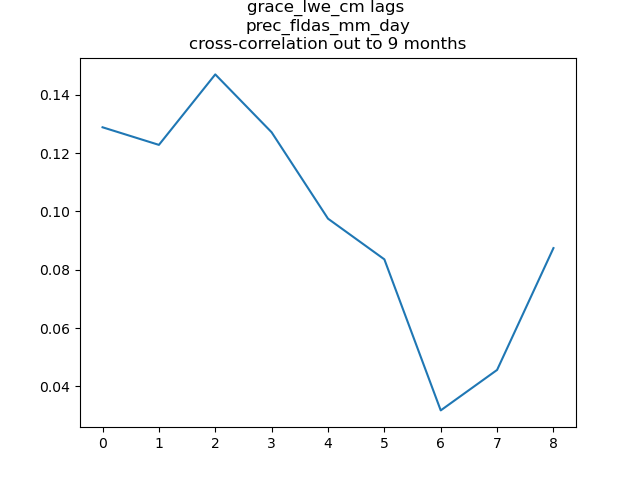 grace_lwe_cm lags
prec_fldas_mm_day
cross-correlation out to 9 months
0.14
0.12
0.10
0.08
0.06
0.04
0 1 2 3 4 5 6 7 8